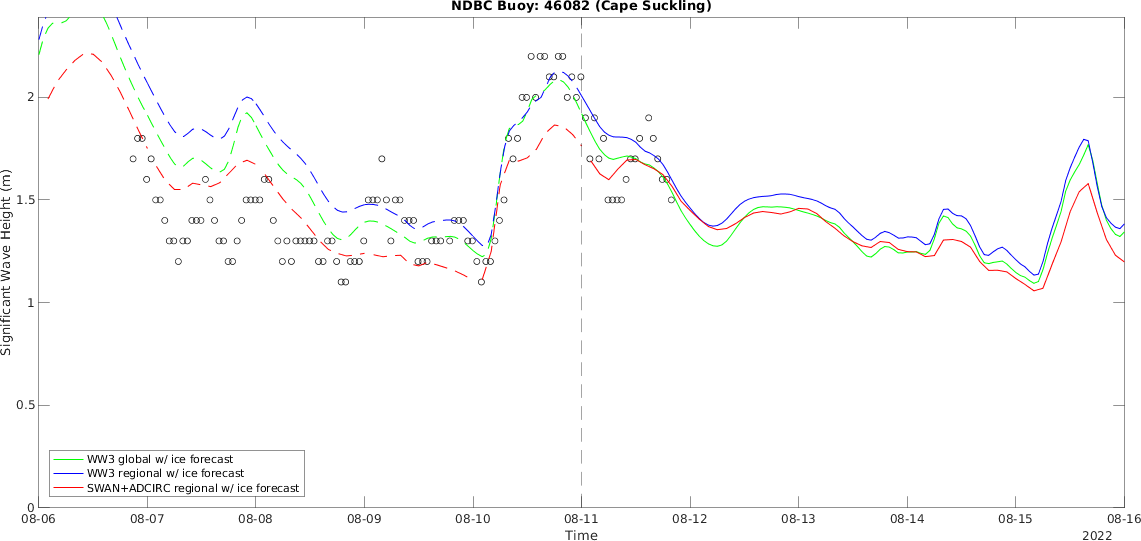 NDBC Buoy: 46082 (Cape Suckling)
Significant Wave Height (m)
2
1.5
1
0.5
0
WW3 global w/ ice forecast
WW3 regional w/ ice forecast
SWAN+ADCIRC regional w/ ice forecast
08-06 08-07 08-08 08-09 08-10 08-11 08-12 08-13 08-14 08-15 08-16
Time
2022